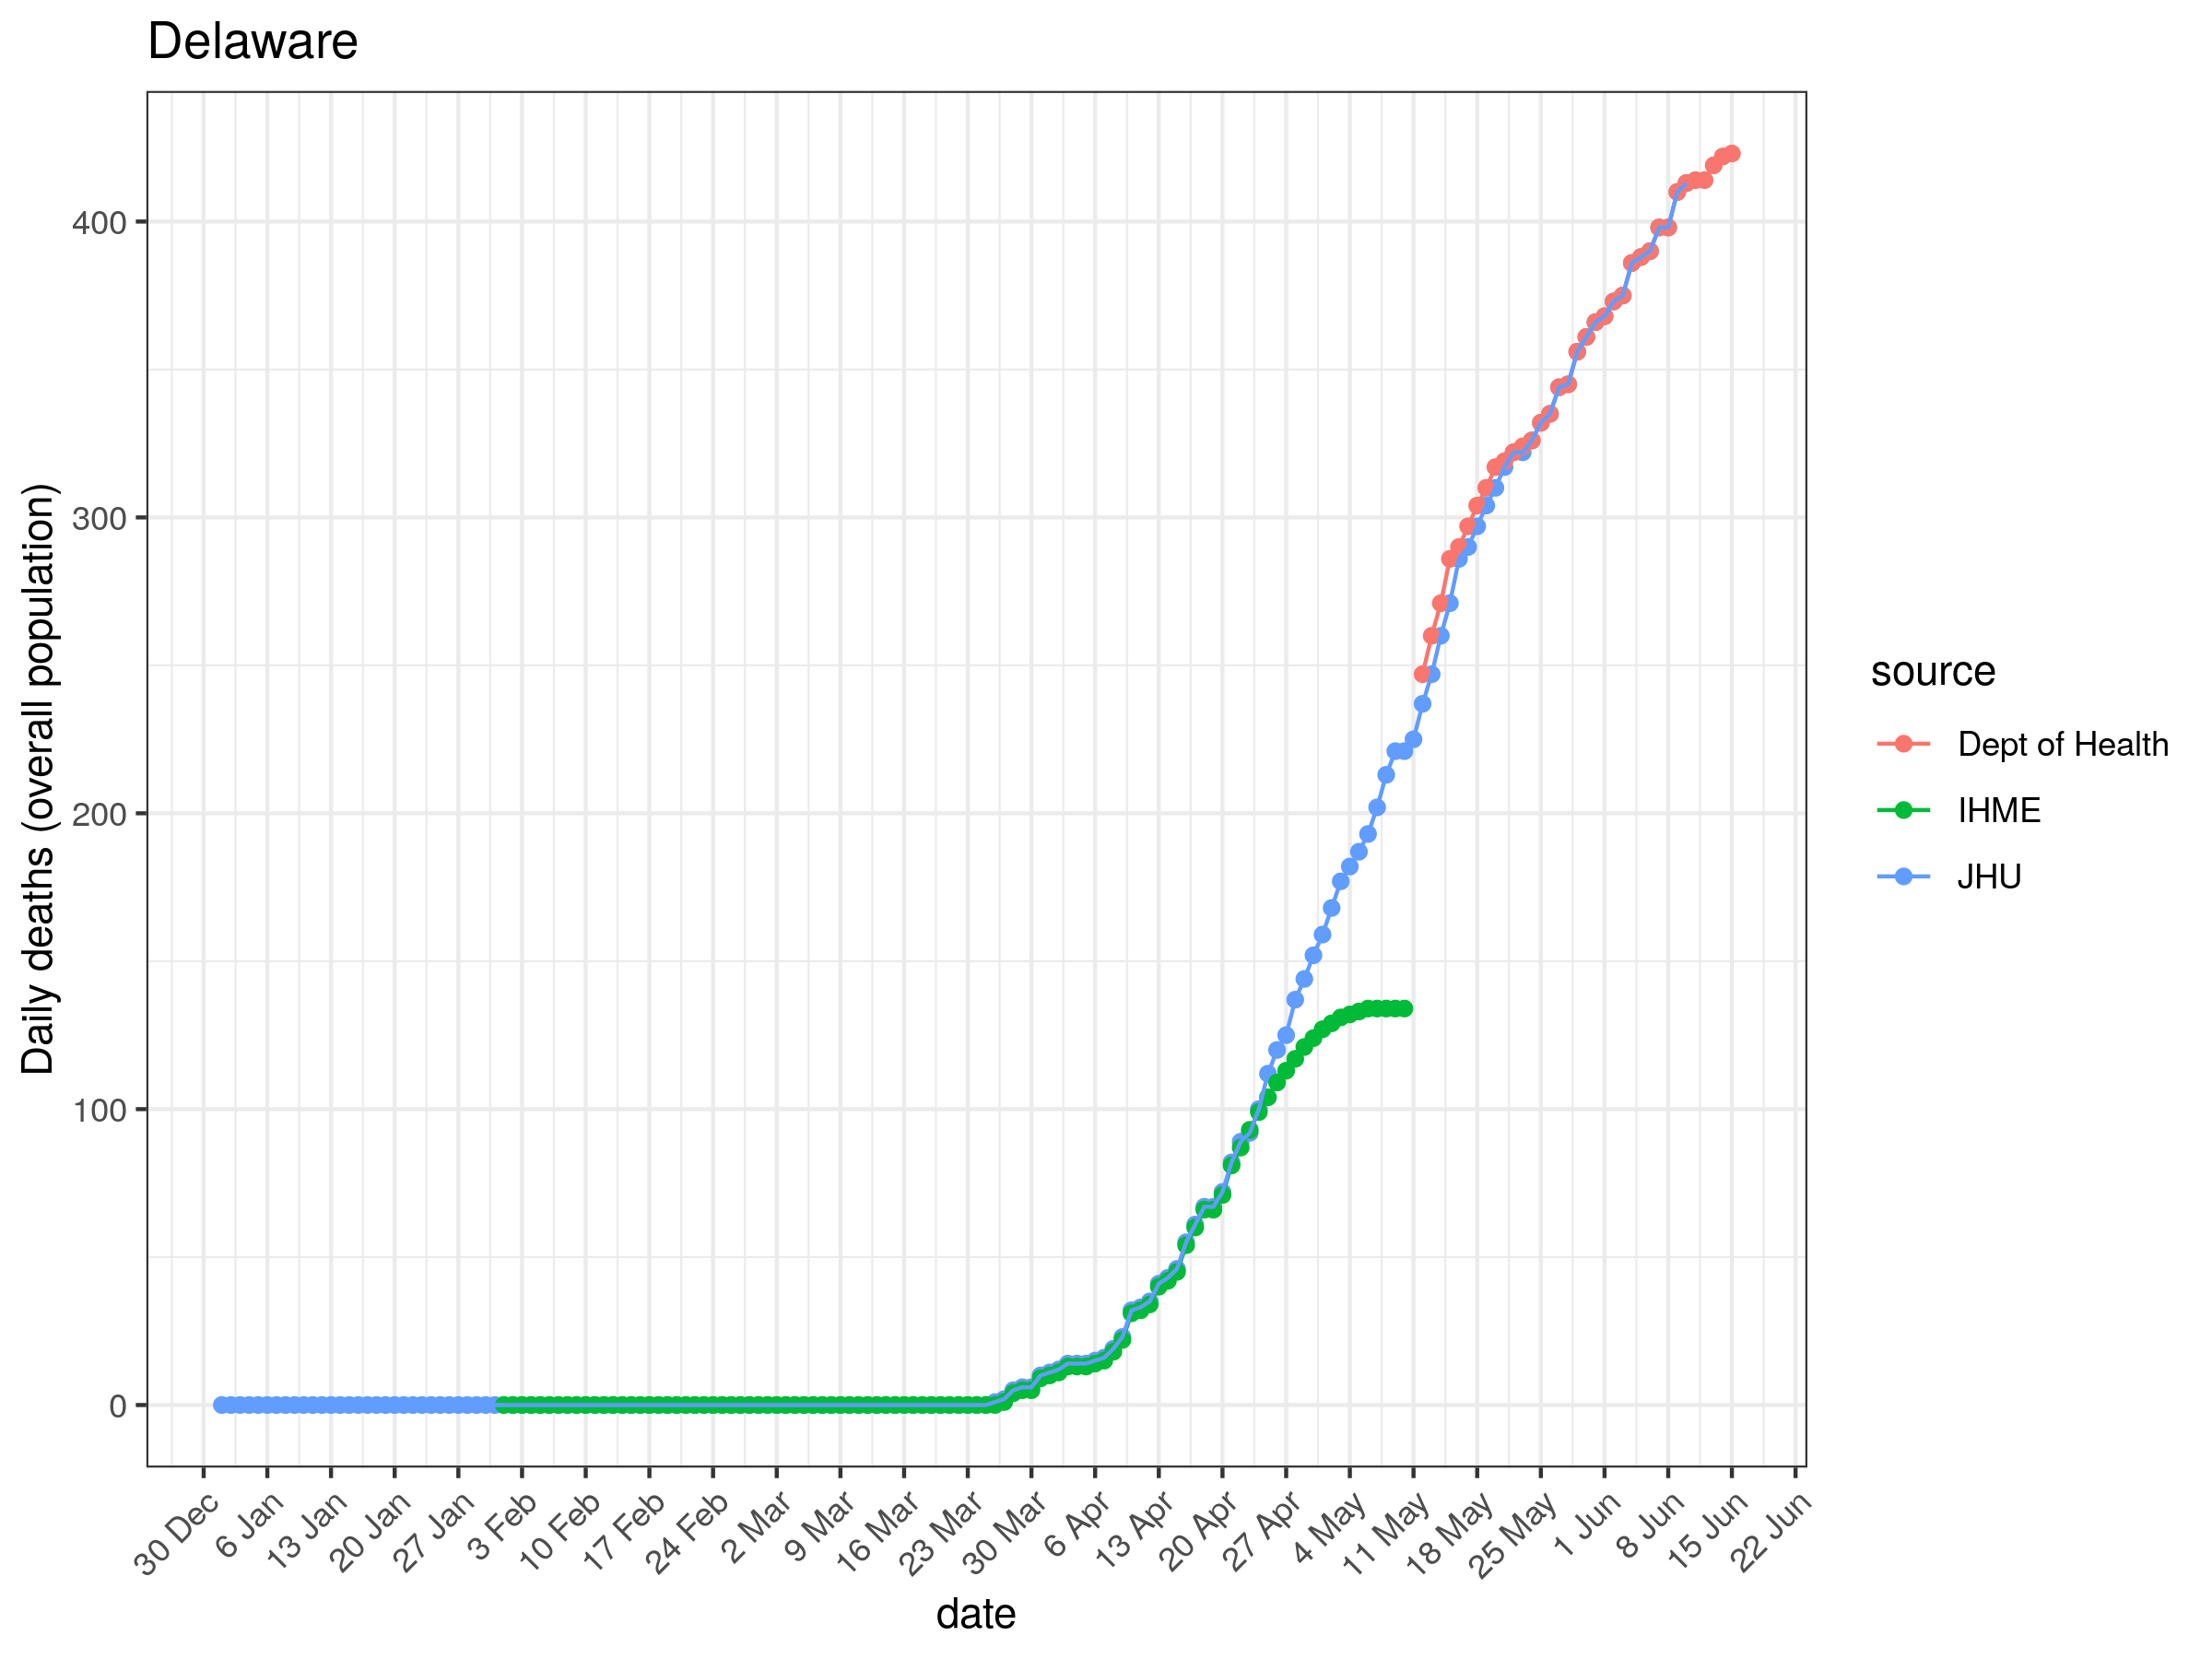 Delaware
Daily deaths (overall population)
400
300
200
100
0
30 Dec
6 Jan
13 Jan
20 Jan
27 Jan
3 Feb
10 Feb
17 Feb
24 Feb
2 Mar
9 Mar
16 Mar
23 Mar
30 Mar
6 Apr
13 Apr
20 Apr
27 Apr
4 May
11 May
18 May
25 May
1 Jun
8 Jun
15 Jun
22 Jun
date
source
Dept of Health
IHME
JHU